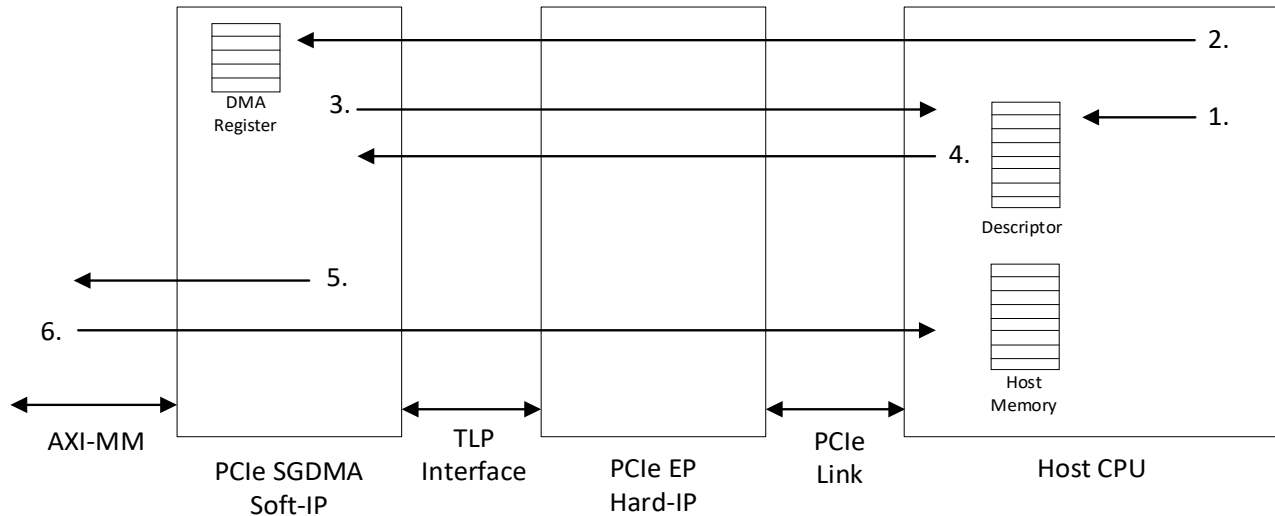 2.
DMA
Register
3.
1.
4.
Descriptor
5.
6.
Host
Memory
AXI-MM
TLP
Interface
PCIe
Link
PCIe SGDMA
Soft-IP
PCIe EP
Hard-IP
Host CPU